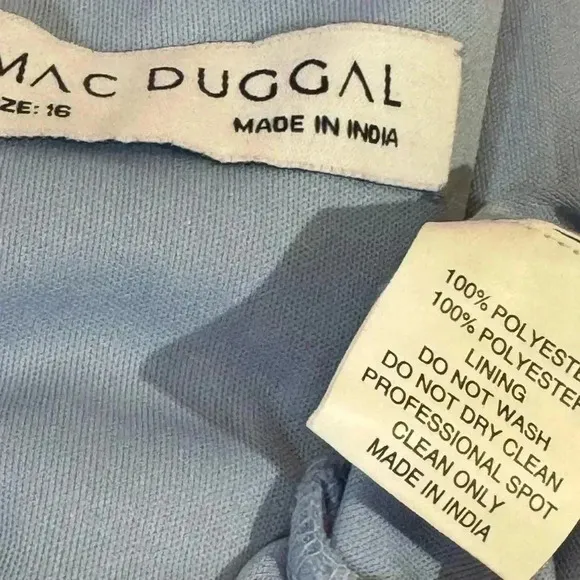 MAC DUGGAL
ZE: 16
MADE IN INDIA
100% POLYESTE
100% POLYESTER
LINING
DO NOT WASH
DO NOT DRY CLEAN
PROFESSIONAL SPOT
CLEAN ONLY
MADE IN INDIA